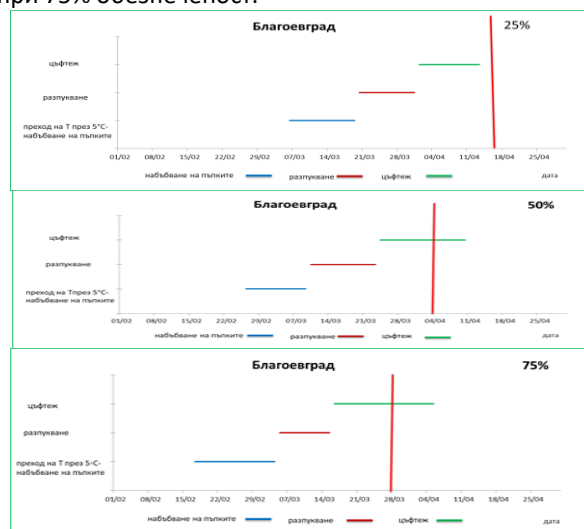 при 75% обезпеченост.
Благоевград 25%
цъфтеж
разпукване
преход на Т през 5°С-
набъбване на пъпките
01/02 08/02 15/02 22/02 29/02 07/03 14/03 21/03 28/03 04/04 11/04 18/04 25/04
набъбване на пъпките разпукване цъфтеж дата
Благоевград 50%
цъфтеж
разпукване
преход на Тпрез 5°С-
набъбване на пъпките
01/02 08/02 15/02 22/02 29/02 07/03 14/03 21/03 28/03 04/04 11/04 18/04 25/04
набъбване на пъпките разпукване цъфтеж дата
Благоевград 75%
цъфтеж
разпукване
преход на Т през 5◦С-
набъбване на пъпките
01/02 08/02 15/02 22/02 29/02 07/03 14/03 21/03 28/03 04/04 11/04 18/04 25/04
набъбване на пъпките разпукване цъфтеж дата